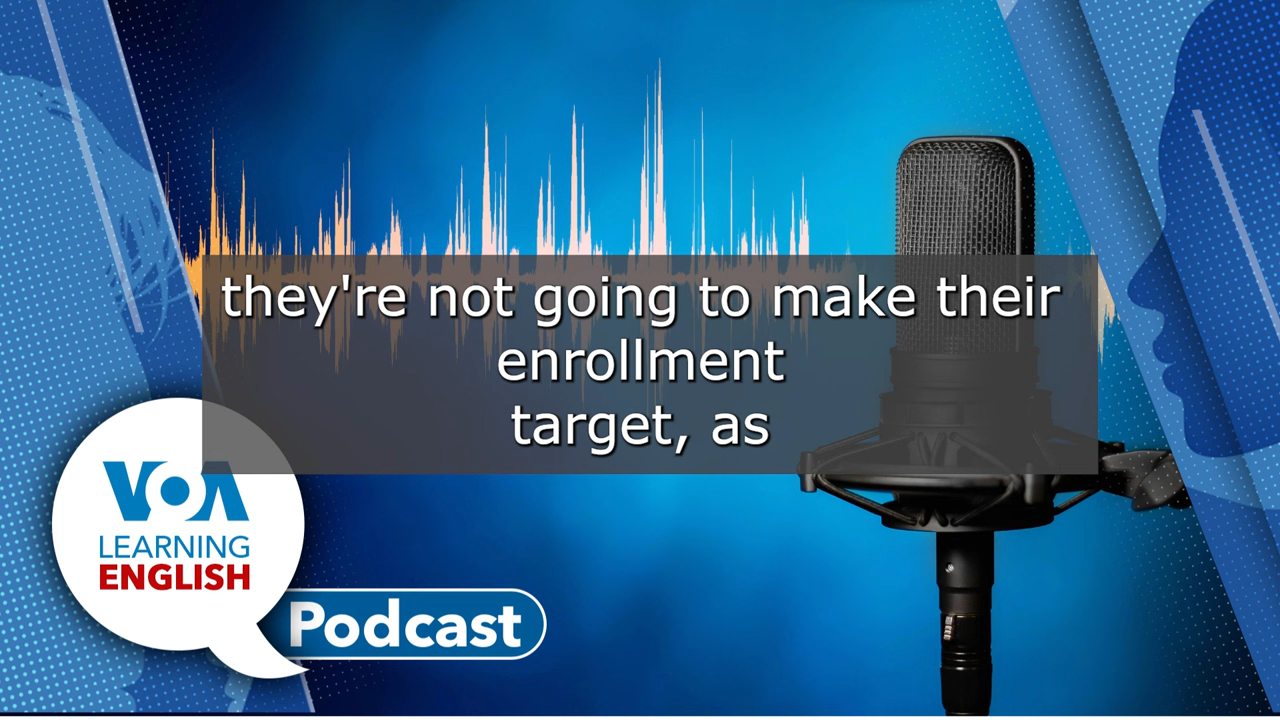 they're not going to make their
enrollment
target, as
VOA
LEARNING
ENGLISH
Podcast